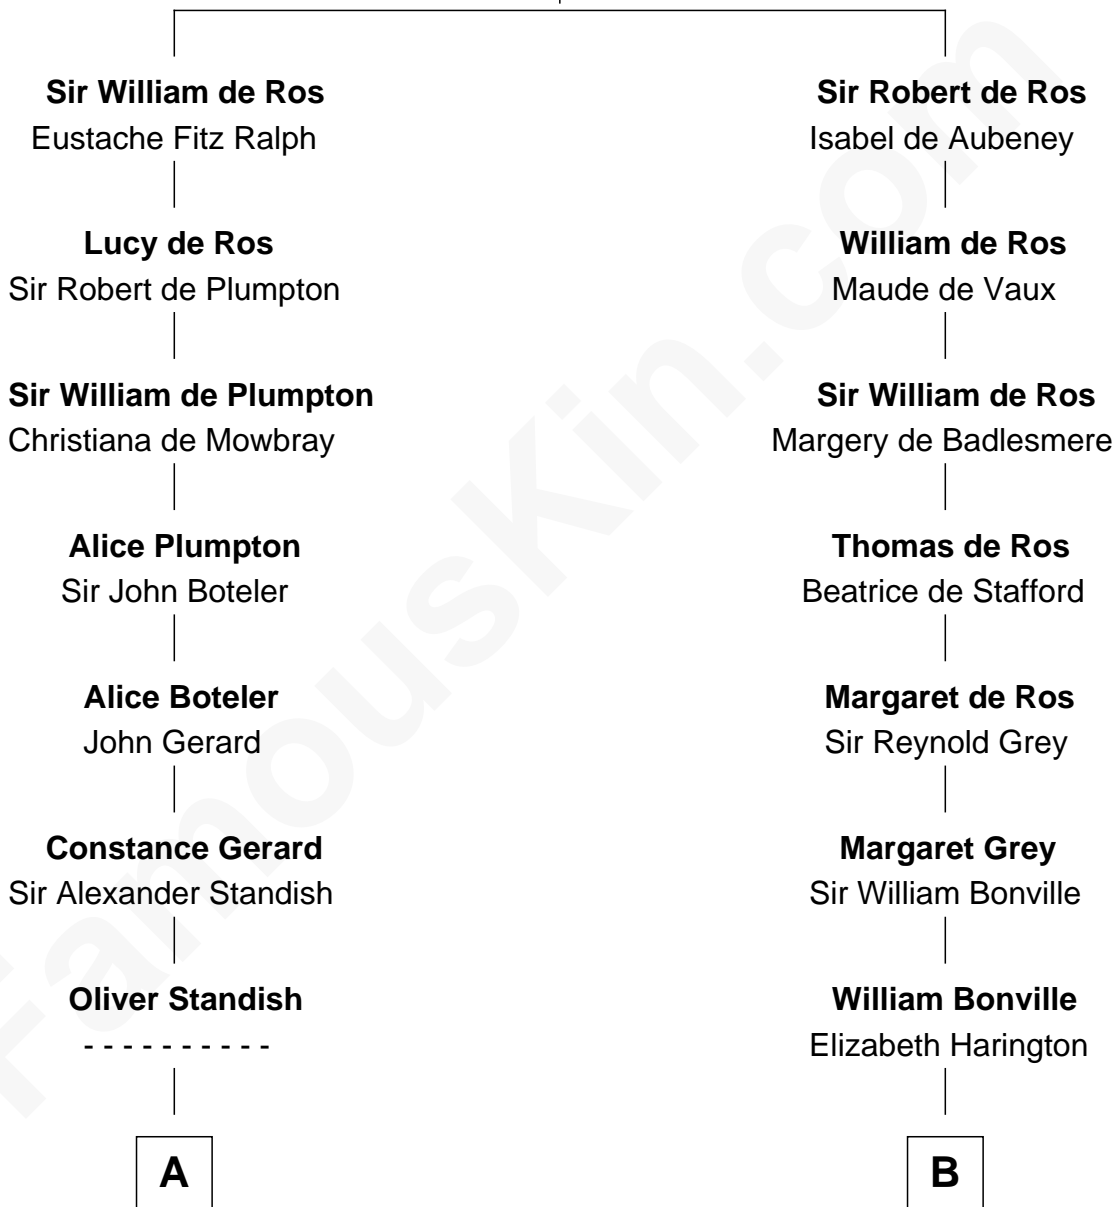 Sir William de Ros
Eustache Fitz Ralph
Lucy de Ros
Sir Robert de Plumpton
Sir William de Plumpton
Christiana de Mowbray
Alice Plumpton
Sir John Boteler
Alice Boteler
John Gerard
Constance Gerard
Sir Alexander Standish
Oliver Standish
- - - - - - - - - -
A
Sir Robert de Ros
Isabel de Aubeney
William de Ros
Maude de Vaux
Sir William de Ros
Margery de Badlesmere
Thomas de Ros
Beatrice de Stafford
Margaret de Ros
Sir Reynold Grey
Margaret Grey
Sir William Bonville
William Bonville
Elizabeth Harington
B
FamousKin.com